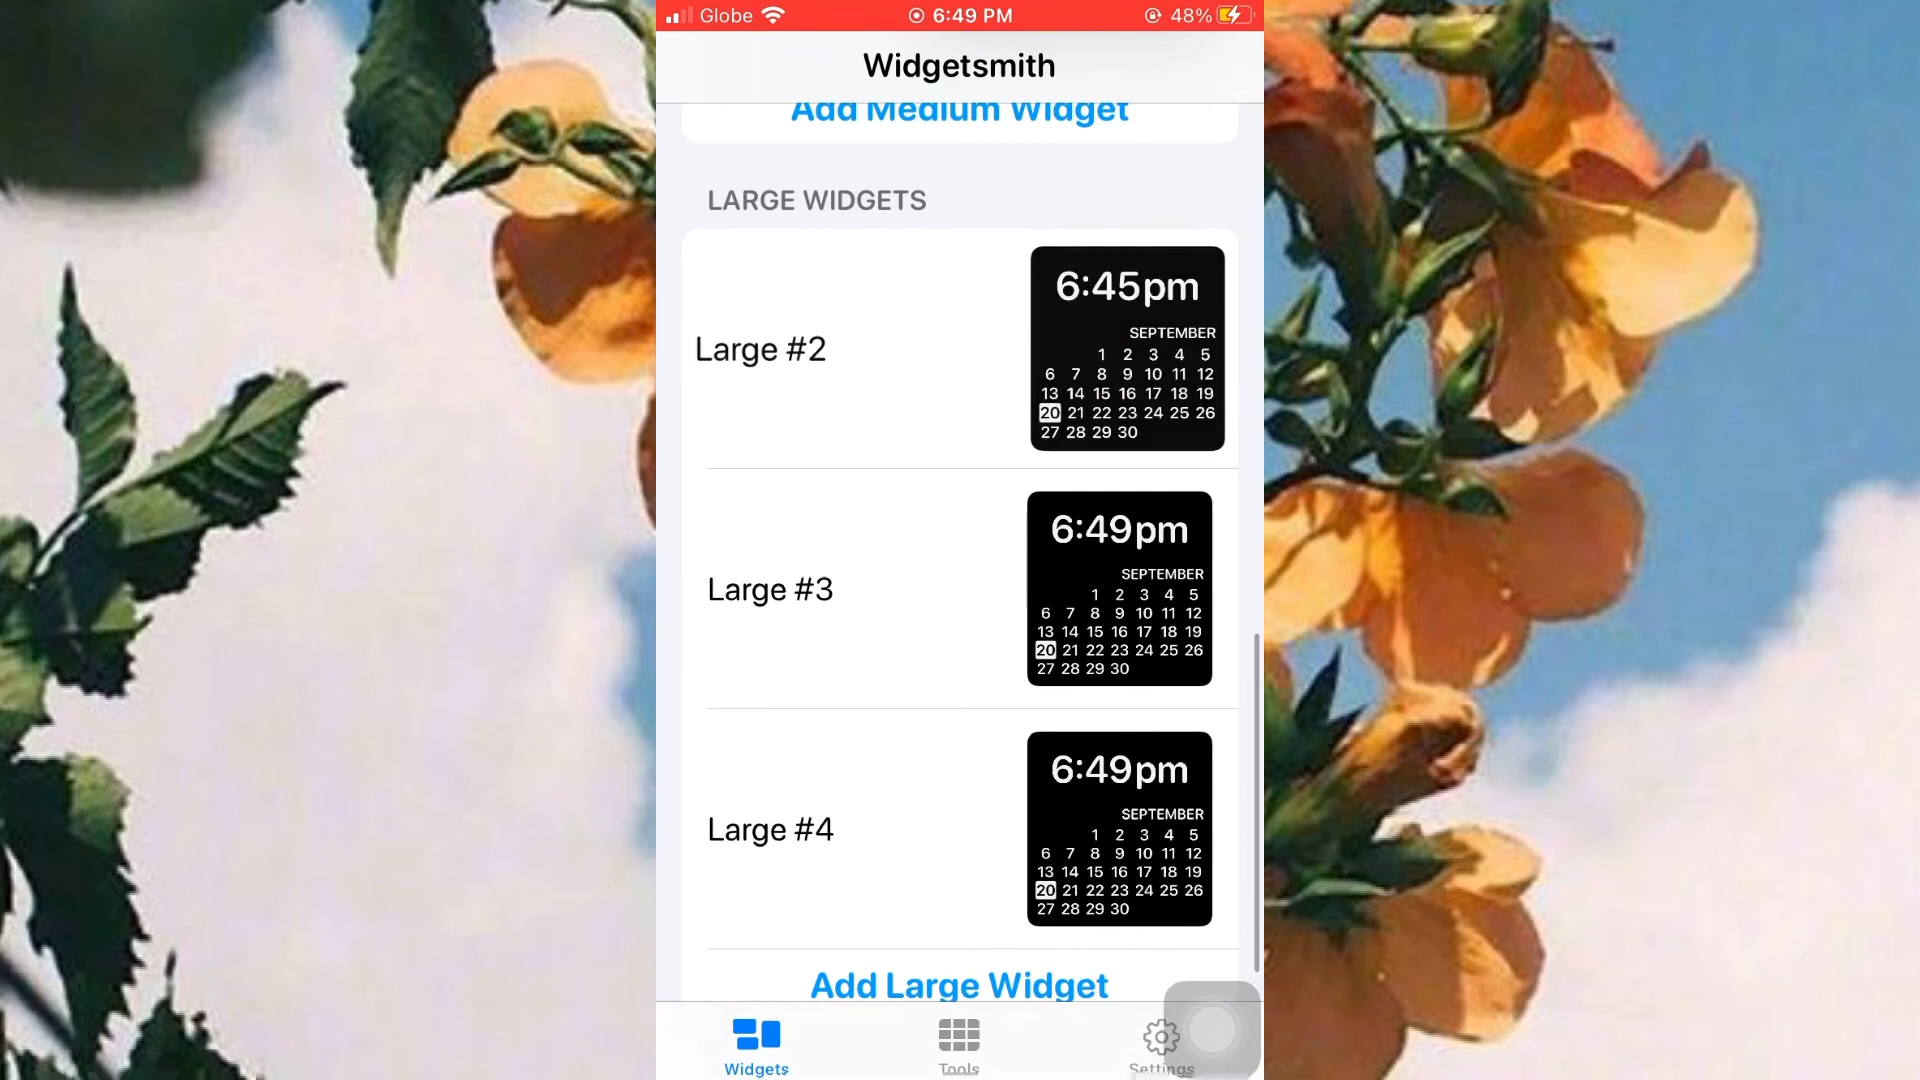 Globe 6:49 PM 48%
Widgetsmith
Add Medium Widget
LARGE WIDGETS
Large #2
6:45pm
SEPTEMBER
1 2 3 4 5
6 7 8 9 10 11 12
13 14 15 16 17 18 19
20 21 22 23 24 25 26
27 28 29 30
Large #3
6:49pm
SEPTEMBER
1 2 3 4 5
6 7 8 9 10 11 12
13 14 15 16 17 18 19
20 21 22 23 24 25 26
27 28 29 30
Large #4
6:49pm
SEPTEMBER
1 2 3 4 5
6 7 8 9 10 11 12
13 14 15 16 17 18 19
20 21 22 23 24 25 26
27 28 29 30
Add Large Widget
Widgets Tools Settings